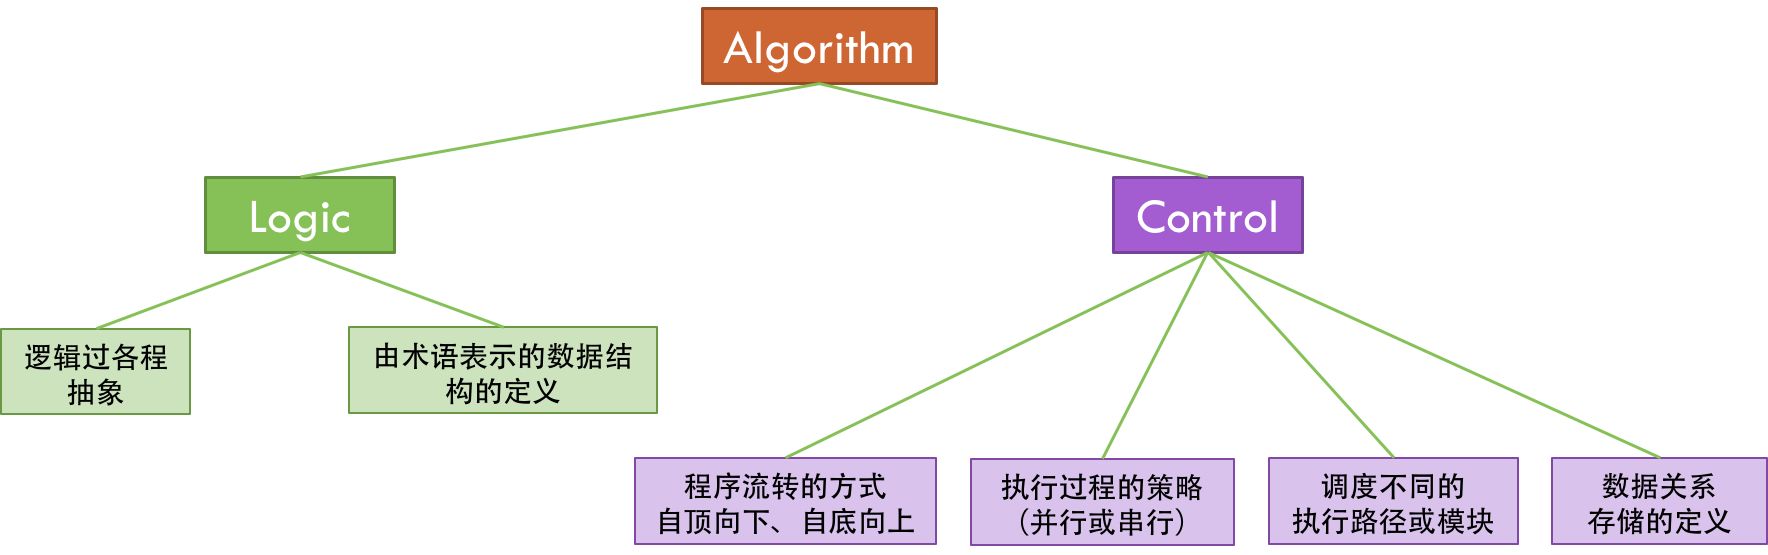 Algorithm
Logic
Control
逻辑过各程
抽象
由术语表示的数据结
构的定义
程序流转的方式
自顶向下、自底向上
执行过程的策略
（并行或串行）
调度不同的
执行路径或模块
数据关系
存储的定义